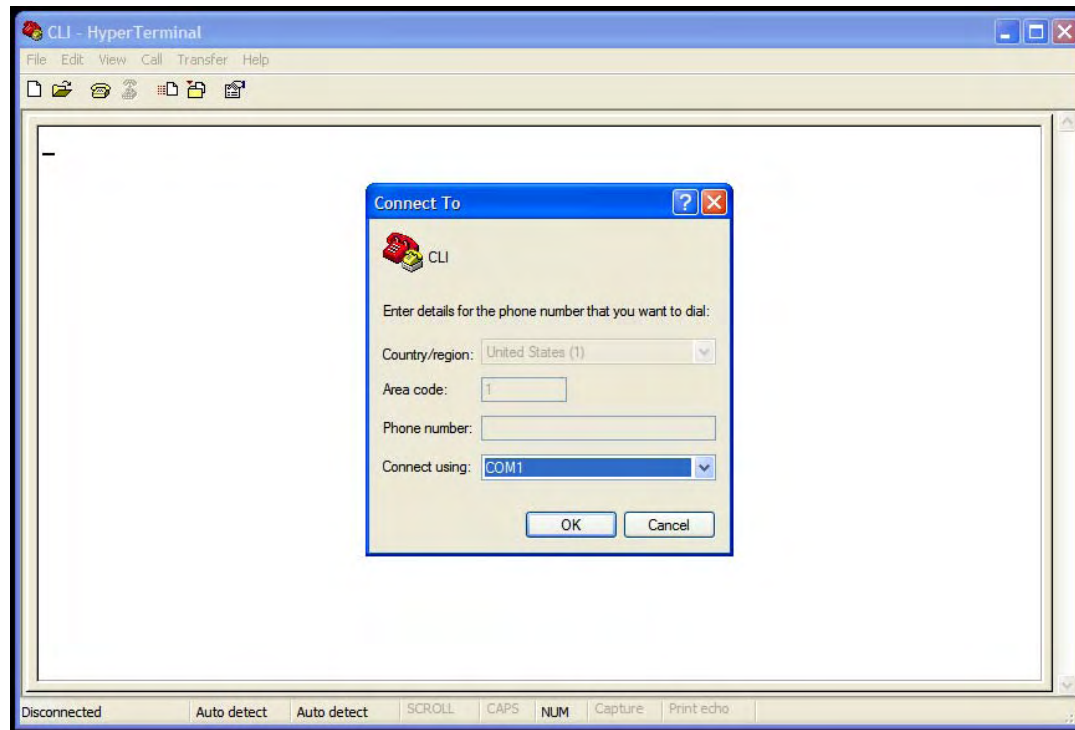 CLI - HyperTerminal
File Edit View Call Transfer Help
Connect To
CLI
Enter details for the phone number that you want to dial:
Country/region: United States (1)
Area code: 1
Phone number:
Connect using: COM1
OK Cancel
Disconnected Auto detect Auto detect SCROLL CAPS NUM Capture Print echo